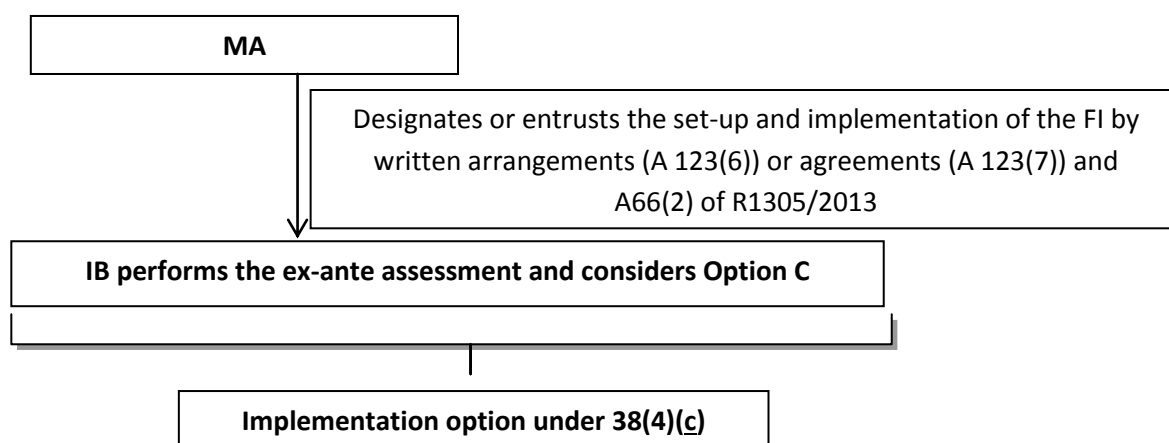 MA
Designates or entrusts the set-up and implementation of the FI by
written arrangements (A 123(6)) or agreements (A 123(7)) and
A66(2) of R1305/2013
IB performs the ex-ante assessment and considers Option C
Implementation option under 38(4)(c)